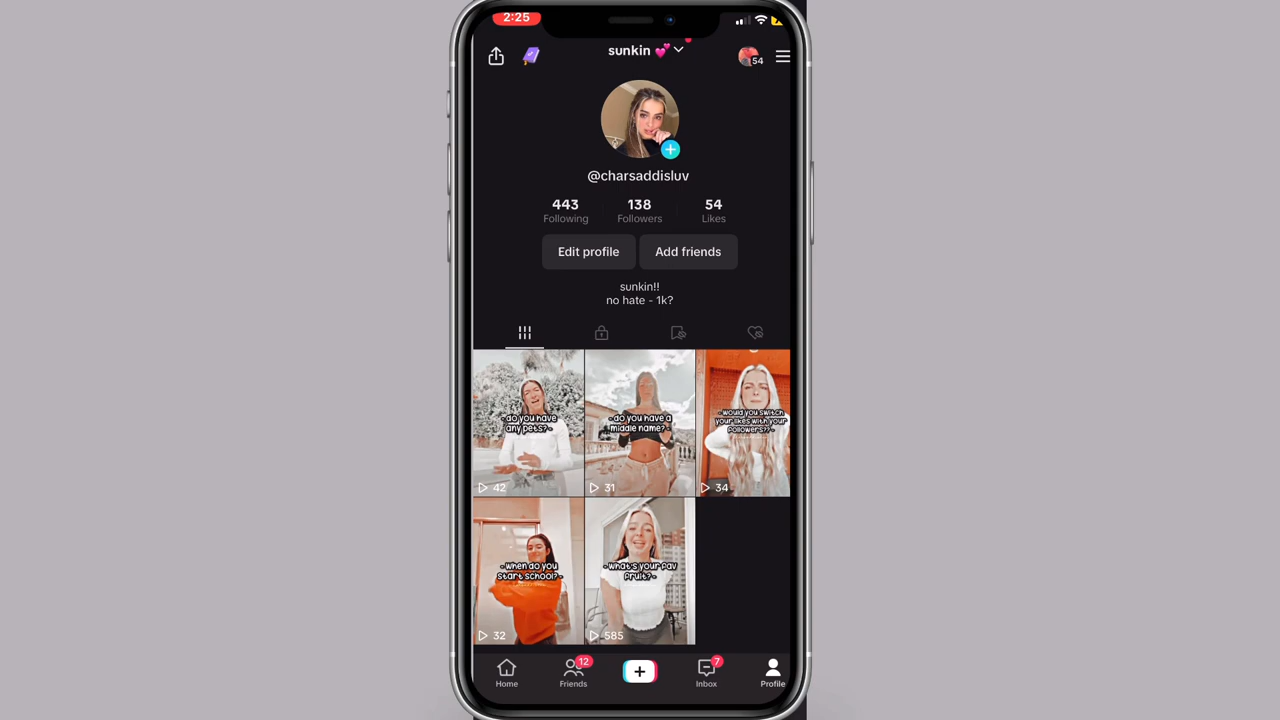 2:25
sunkin 💕
54
@charsaddisluv
443 138 54
Following Followers Likes
Edit profile Add friends
sunkin!!
no hate - 1k?
- do you have
any pets? -
- do you have a
middle name? -
- would you switch
your likes with your
followers?? -
42 31 34
- when do you
start school? -
- what's your fav
fruit? -
32 585
12 7
Home Friends Inbox Profile